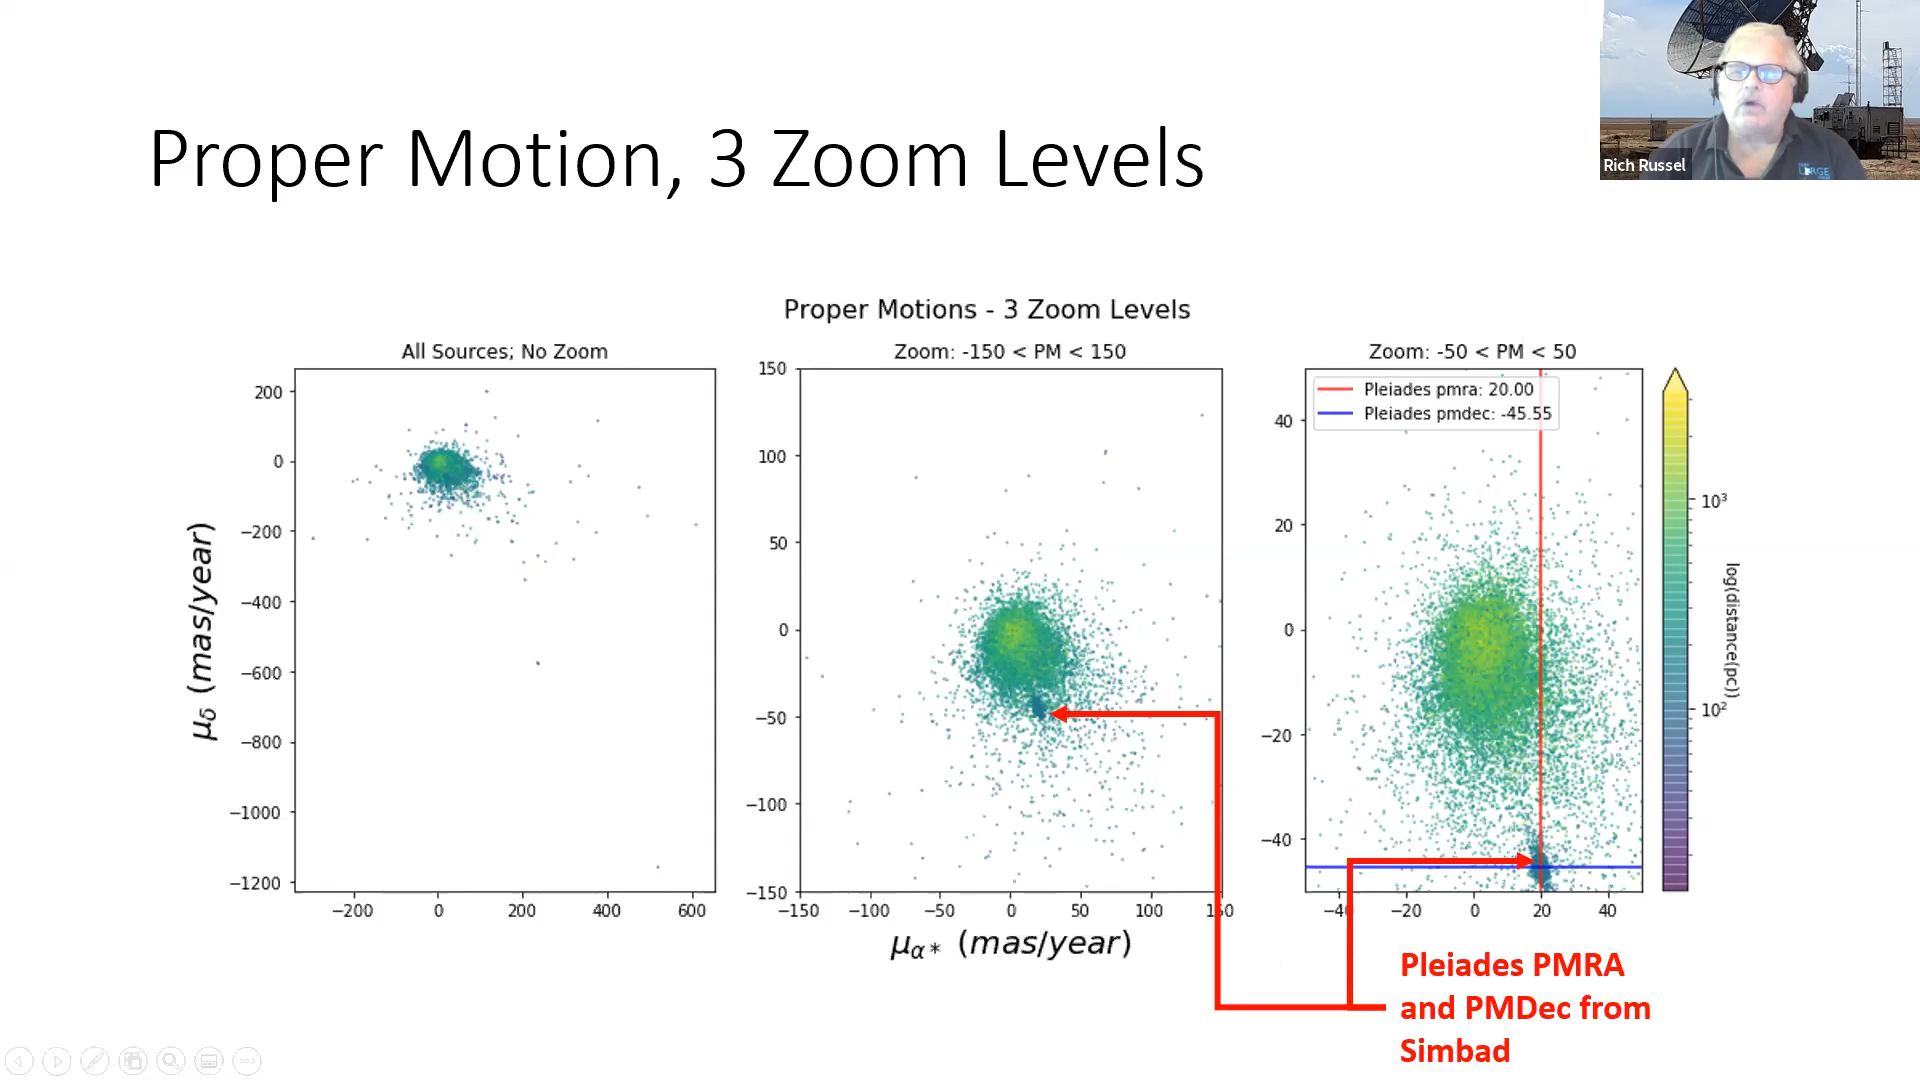 Proper Motion, 3 Zoom Levels
Rich Russel
Proper Motions - 3 Zoom Levels
All Sources; No Zoom
Zoom: -150 < PM < 150
Zoom: -50 < PM < 50
μδ (mas/year)
200
0
−200
−400
−600
−800
−1000
−1200
−200 0 200 400 600
150
100
50
0
−50
−100
−150
−150 −100 −50 0 50 100 150
μα* (mas/year)
Pleiades pmra: 20.00
Pleiades pmdec: -45.55
40
20
0
−20
−40
−40 −20 0 20 40
10³
10²
log(distance(pc))
Pleiades PMRA
and PMDec from
Simbad